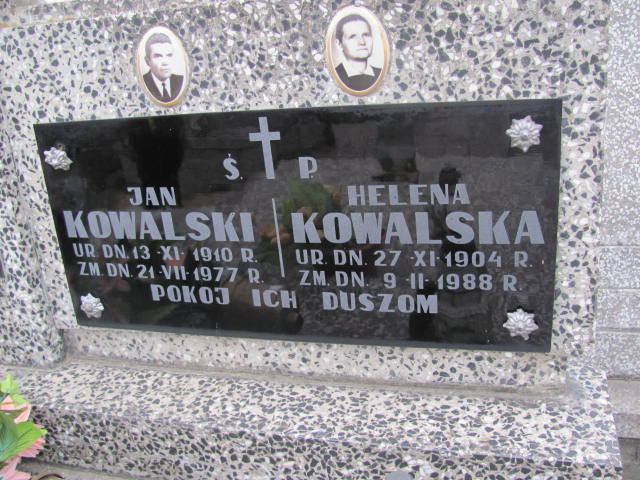 Ś. P.
JAN
KOWALSKI
UR. DN. 13-XI-1910 R.
ZM. DN. 21-VII-1977 R.
HELENA
KOWALSKA
UR. DN. 27-XI-1904 R.
ZM. DN. 9-II-1988 R.
POKOJ ICH DUSZOM